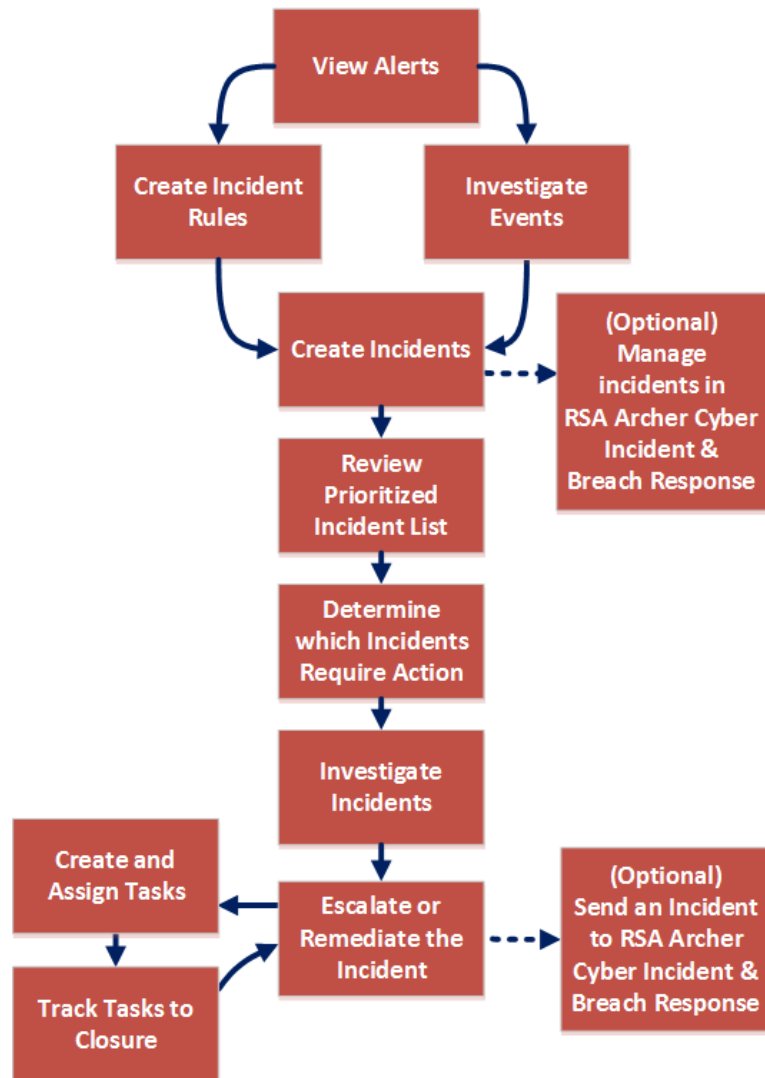 View Alerts
Create Incident
Rules
Investigate
Events
Create Incidents
(Optional)
Manage
incidents in
RSA Archer Cyber
Incident &
Breach Response
Review
Prioritized
Incident List
Determine
which Incidents
Require Action
Investigate
Incidents
Create and
Assign Tasks
Escalate or
Remediate the
Incident
(Optional)
Send an Incident
to RSA Archer
Cyber Incident &
Breach Response
Track Tasks to
Closure